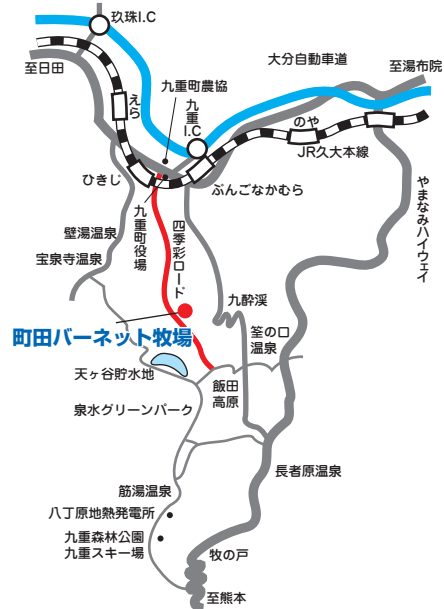 玖珠I.C
至日田
大分自動車道
至湯布院
九重町農協
えら
九重I.C
のや
JR久大本線
ひきじ
ぶんごなかむら
やまなみハイウェイ
九重町役場
四季彩ロード
壁湯温泉
宝泉寺温泉
九酔渓
筌の口
温泉
町田バーネット牧場
天ヶ谷貯水地
飯田
高原
泉水グリーンパーク
長者原温泉
筋湯温泉
八丁原地熱発電所
九重森林公園
九重スキー場
牧の戸
至熊本